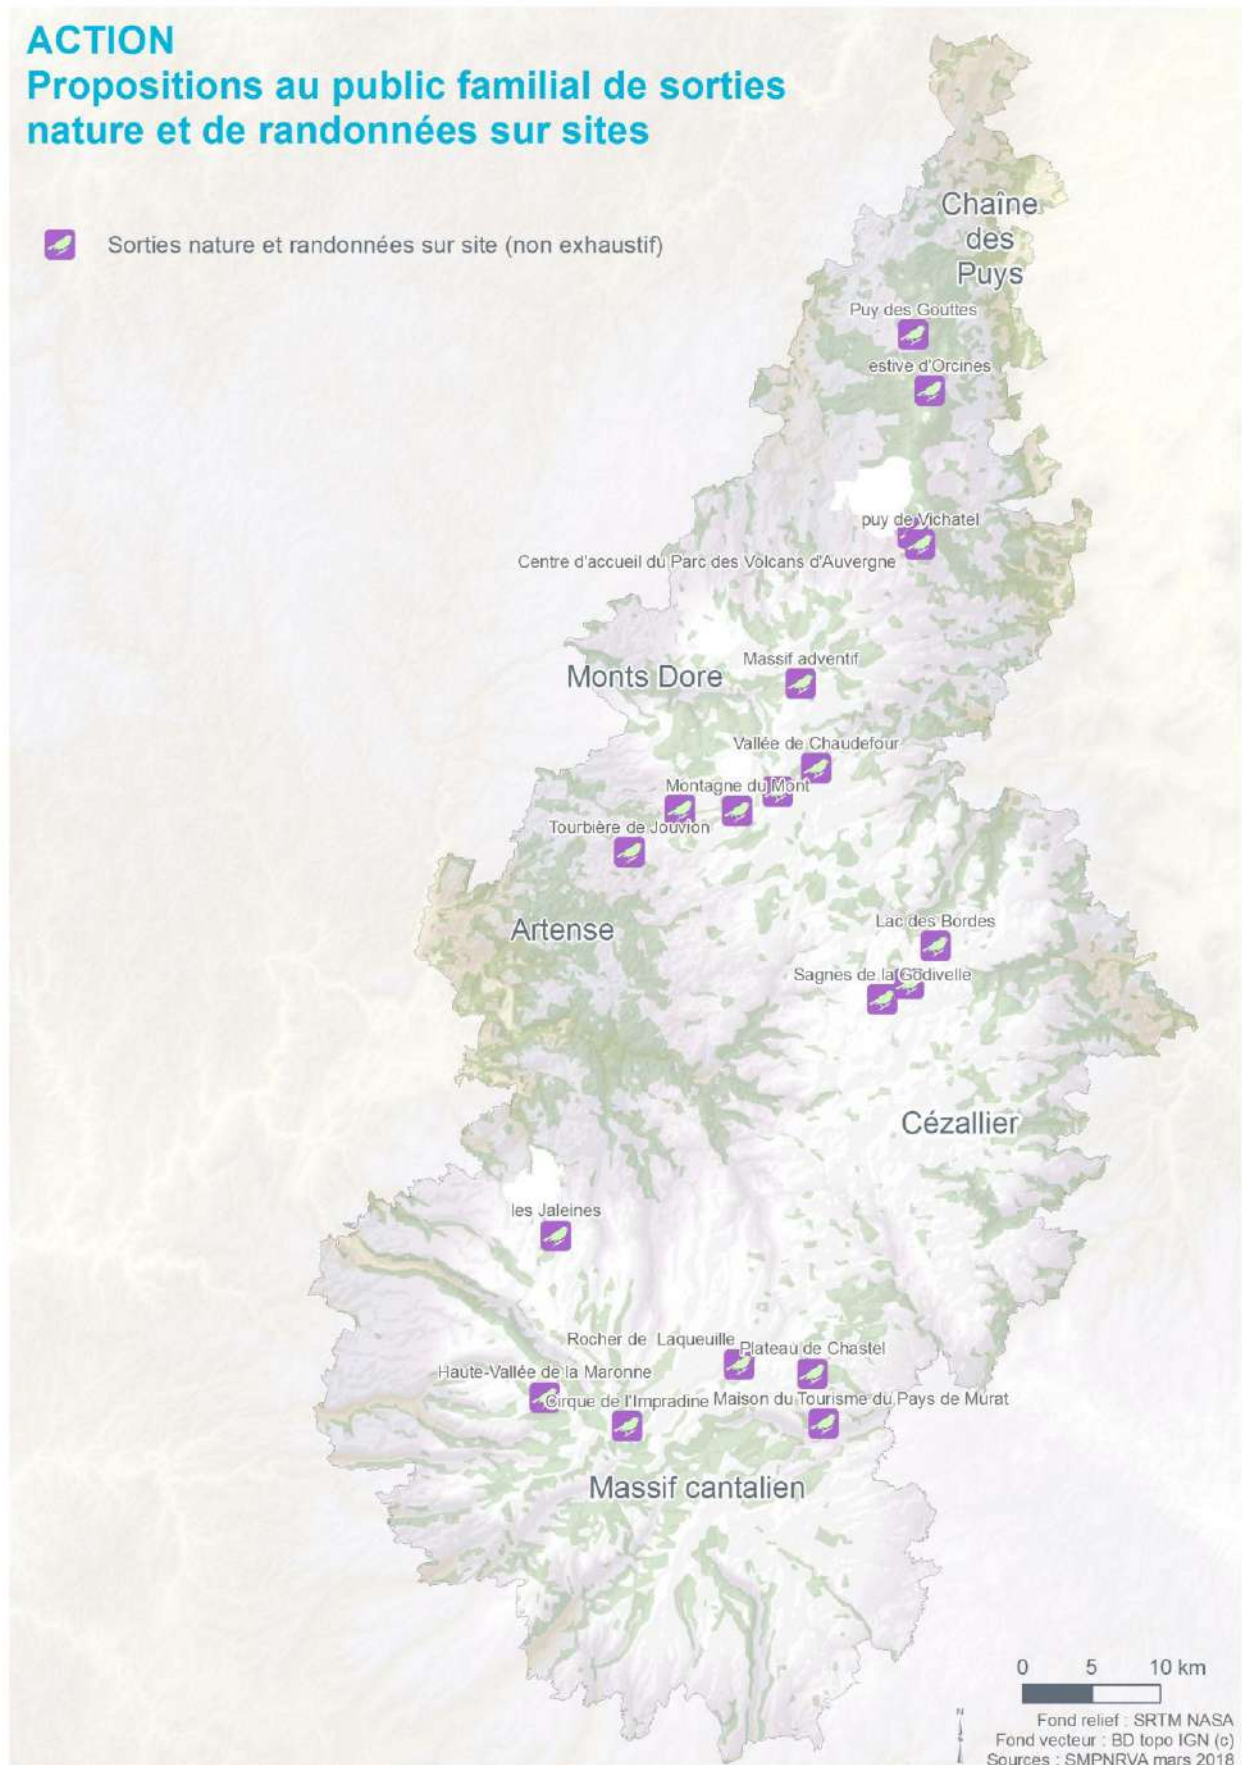 ACTION
Propositions au public familial de sorties
nature et de randonnées sur sites
Sorties nature et randonnées sur site (non exhaustif)
Chaîne
des
Puys
Puy des Gouttes
estive d'Orcines
puy de Vichatel
Centre d'accueil du Parc des Volcans d'Auvergne
Massif adventif
Monts Dore
Vallée de Chaudefour
Montagne du Mont
Tourbière de Jouvion
Lac des Bordes
Artense
Sagnes de la Godivelle
Cézallier
les Jaleines
Rocher de Laqueuille
Plateau de Chastel
Haute-Vallée de la Maronne
Cirque de l'Impradine
Maison du Tourisme du Pays de Murat
Massif cantalien
0 5 10 km
N
Fond relief : SRTM NASA
Fond vecteur : BD topo IGN (c)
Sources : SMPNRVA mars 2018